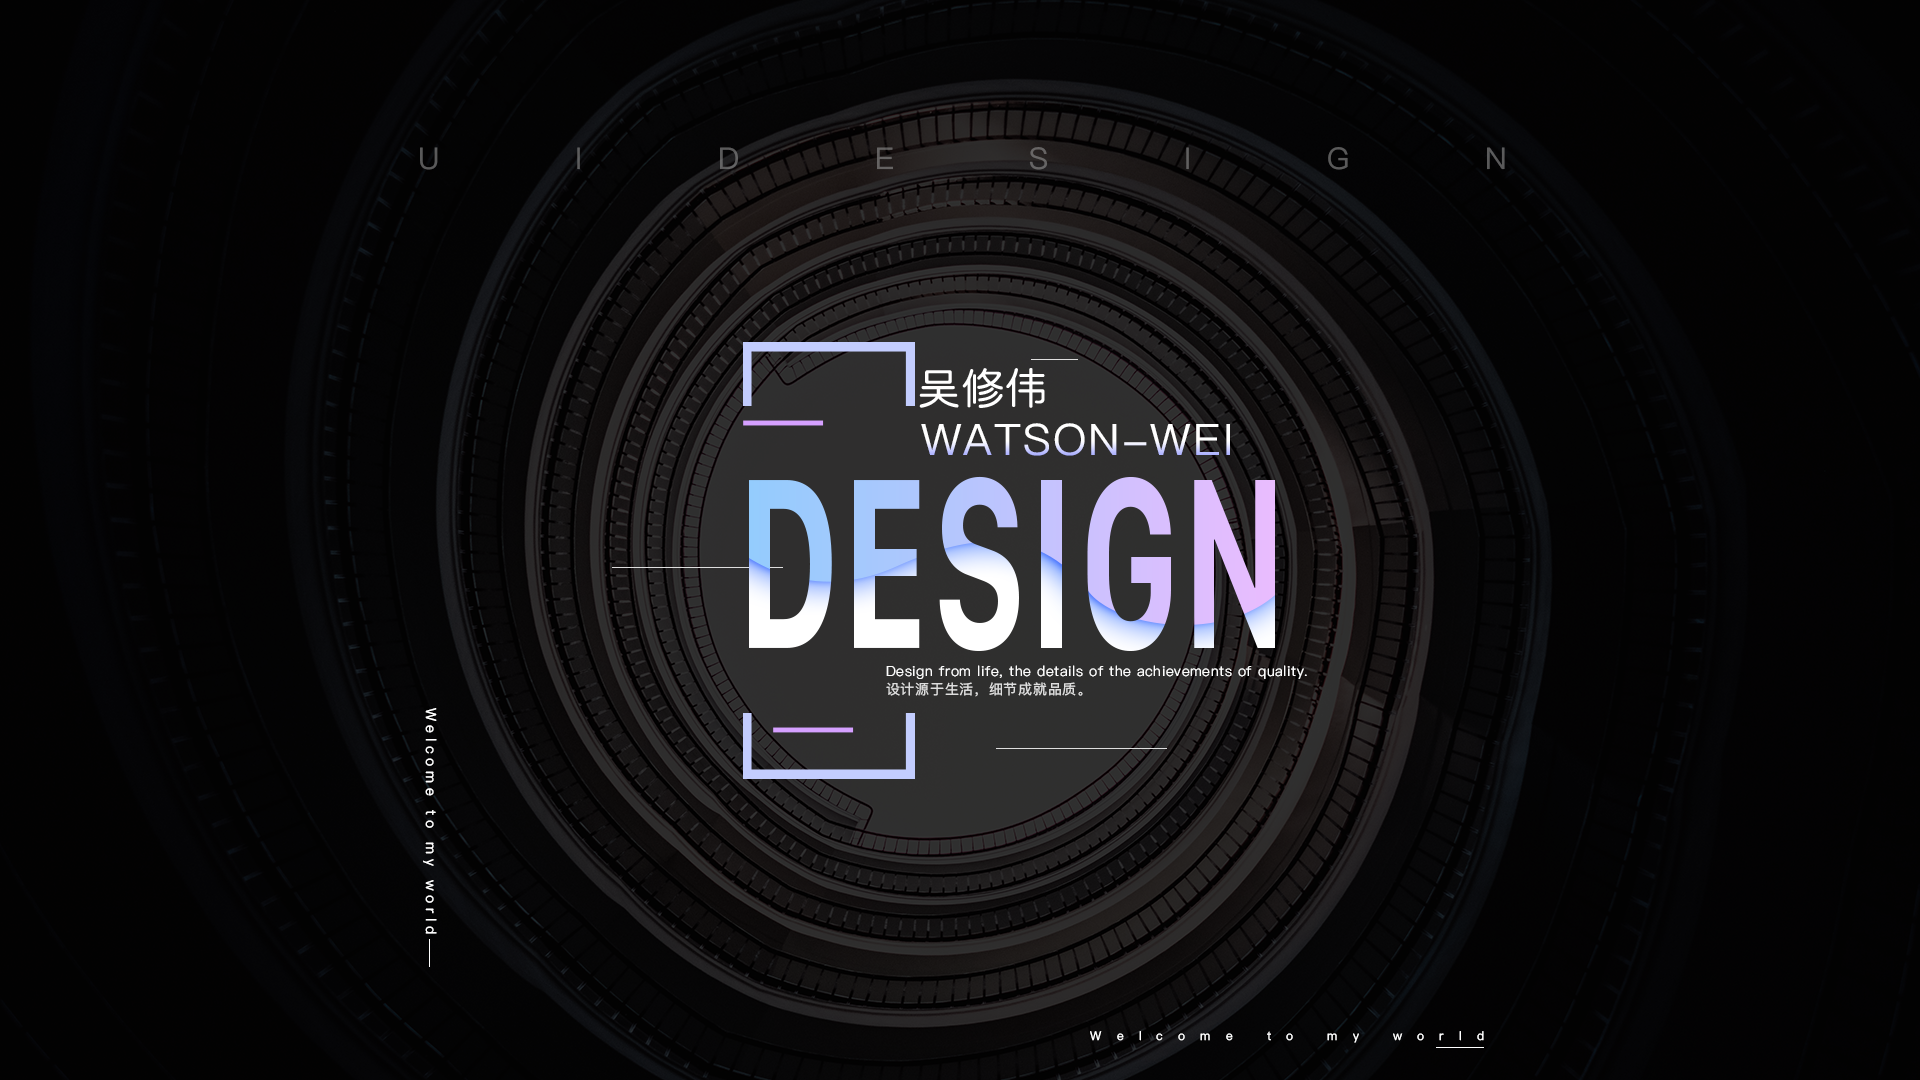 U I D E S I G N
吴修伟
WATSON-WEI
DESIGN
Design from life, the details of the achievements of quality.
设计源于生活，细节成就品质。
Welcome to my world
Welcome to my world